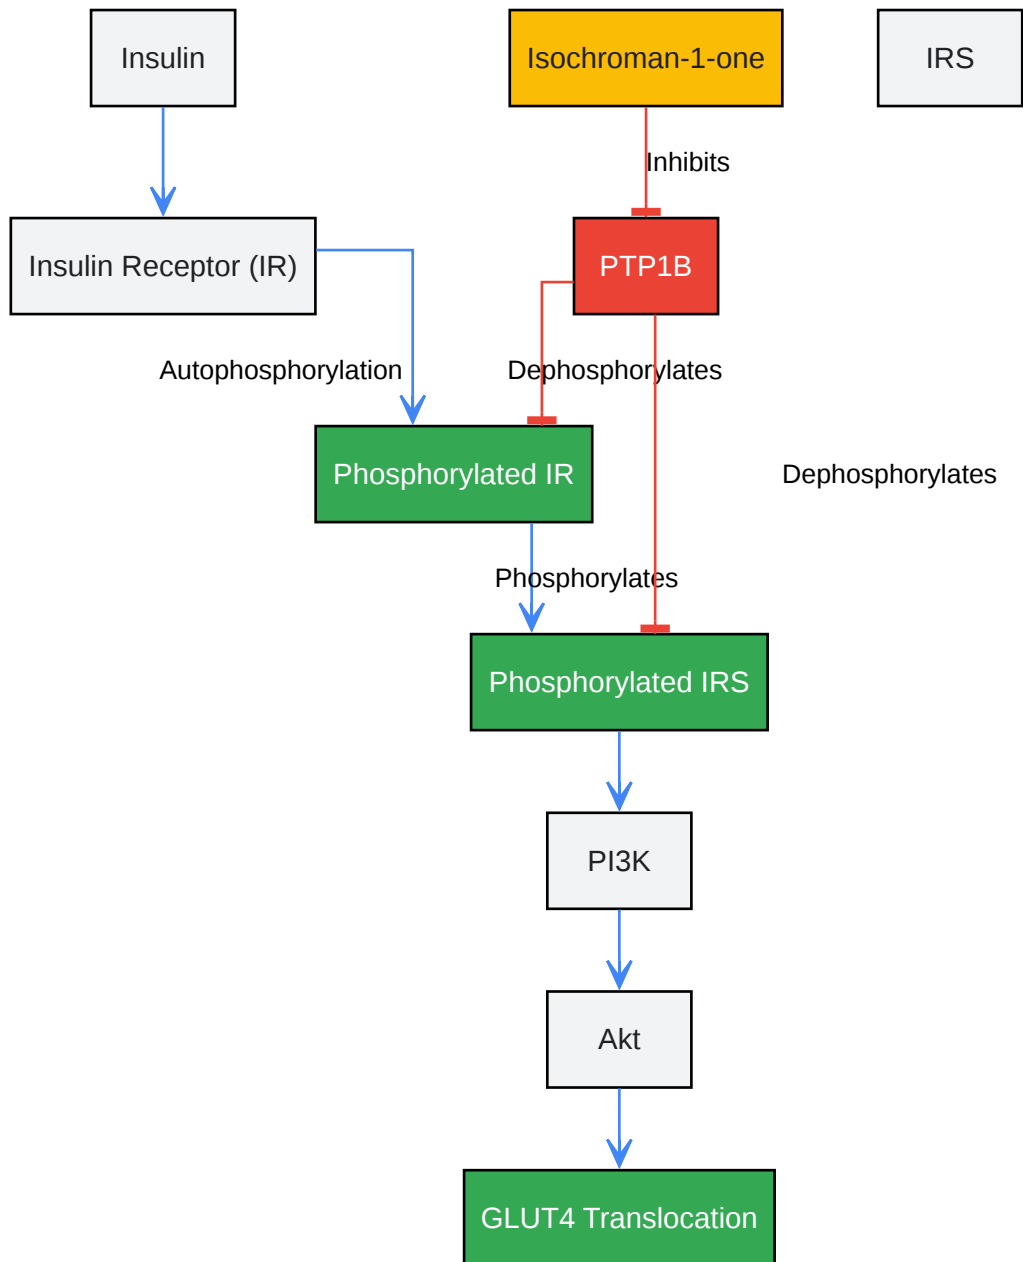 Insulin
Isochroman-1-one
IRS
Inhibits
Insulin Receptor (IR)
PTP1B
Autophosphorylation
Dephosphorylates
Phosphorylated IR
Dephosphorylates
Phosphorylates
Phosphorylated IRS
PI3K
Akt
GLUT4 Translocation